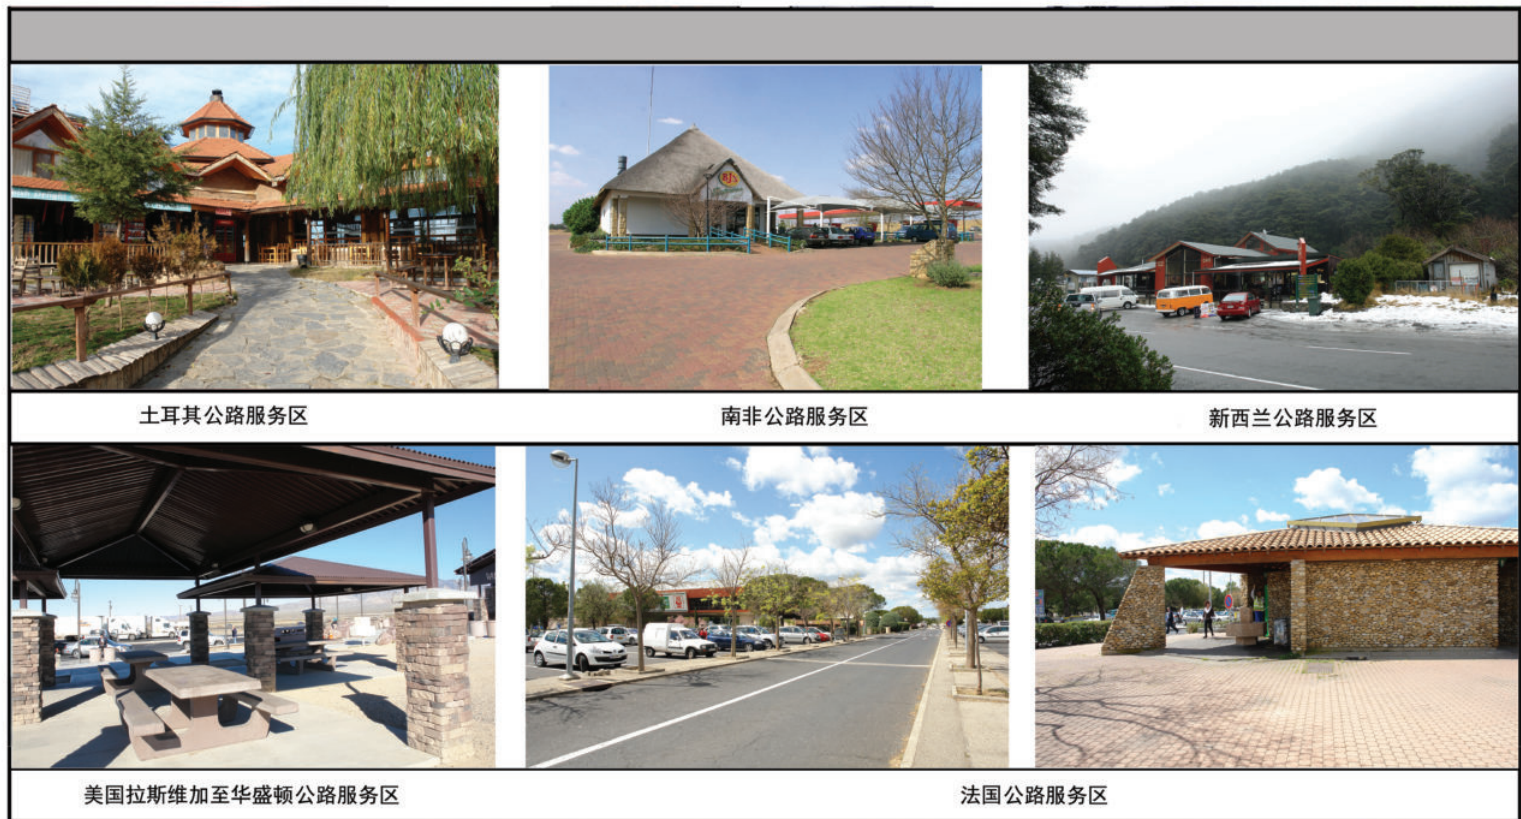 土耳其公路服务区
南非公路服务区
新西兰公路服务区
美国拉斯维加至华盛顿公路服务区
法国公路服务区